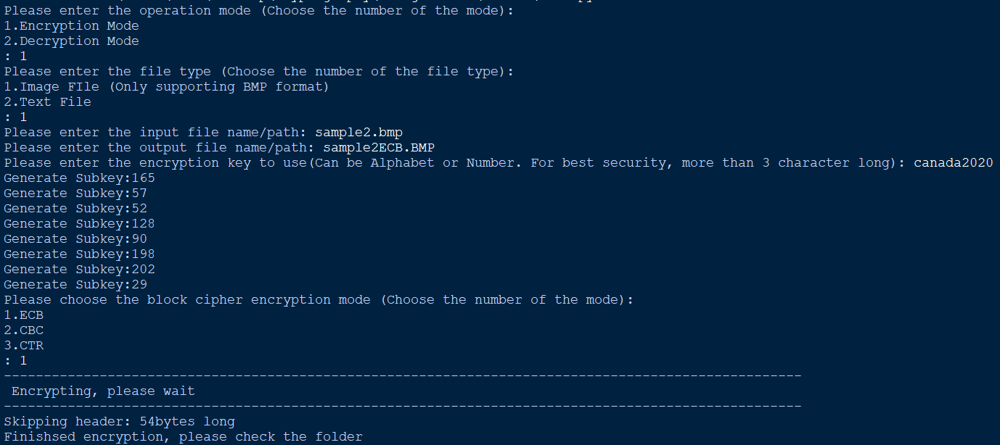 Please enter the operation mode (Choose the number of the mode):
1.Encryption Mode
2.Decryption Mode
: 1
Please enter the file type (Choose the number of the file type):
1.Image FIle (Only supporting BMP format)
2.Text File
: 1
Please enter the input file name/path: sample2.bmp
Please enter the output file name/path: sample2ECB.BMP
Please enter the encryption key to use(Can be Alphabet or Number. For best security, more than 3 character long): canada2020
Generate Subkey:165
Generate Subkey:57
Generate Subkey:52
Generate Subkey:128
Generate Subkey:90
Generate Subkey:198
Generate Subkey:202
Generate Subkey:29
Please choose the block cipher encryption mode (Choose the number of the mode):
1.ECB
2.CBC
3.CTR
: 1
----------------------------------------------------------------------------------------------------
 Encrypting, please wait
----------------------------------------------------------------------------------------------------
Skipping header: 54bytes long
Finishsed encryption, please check the folder